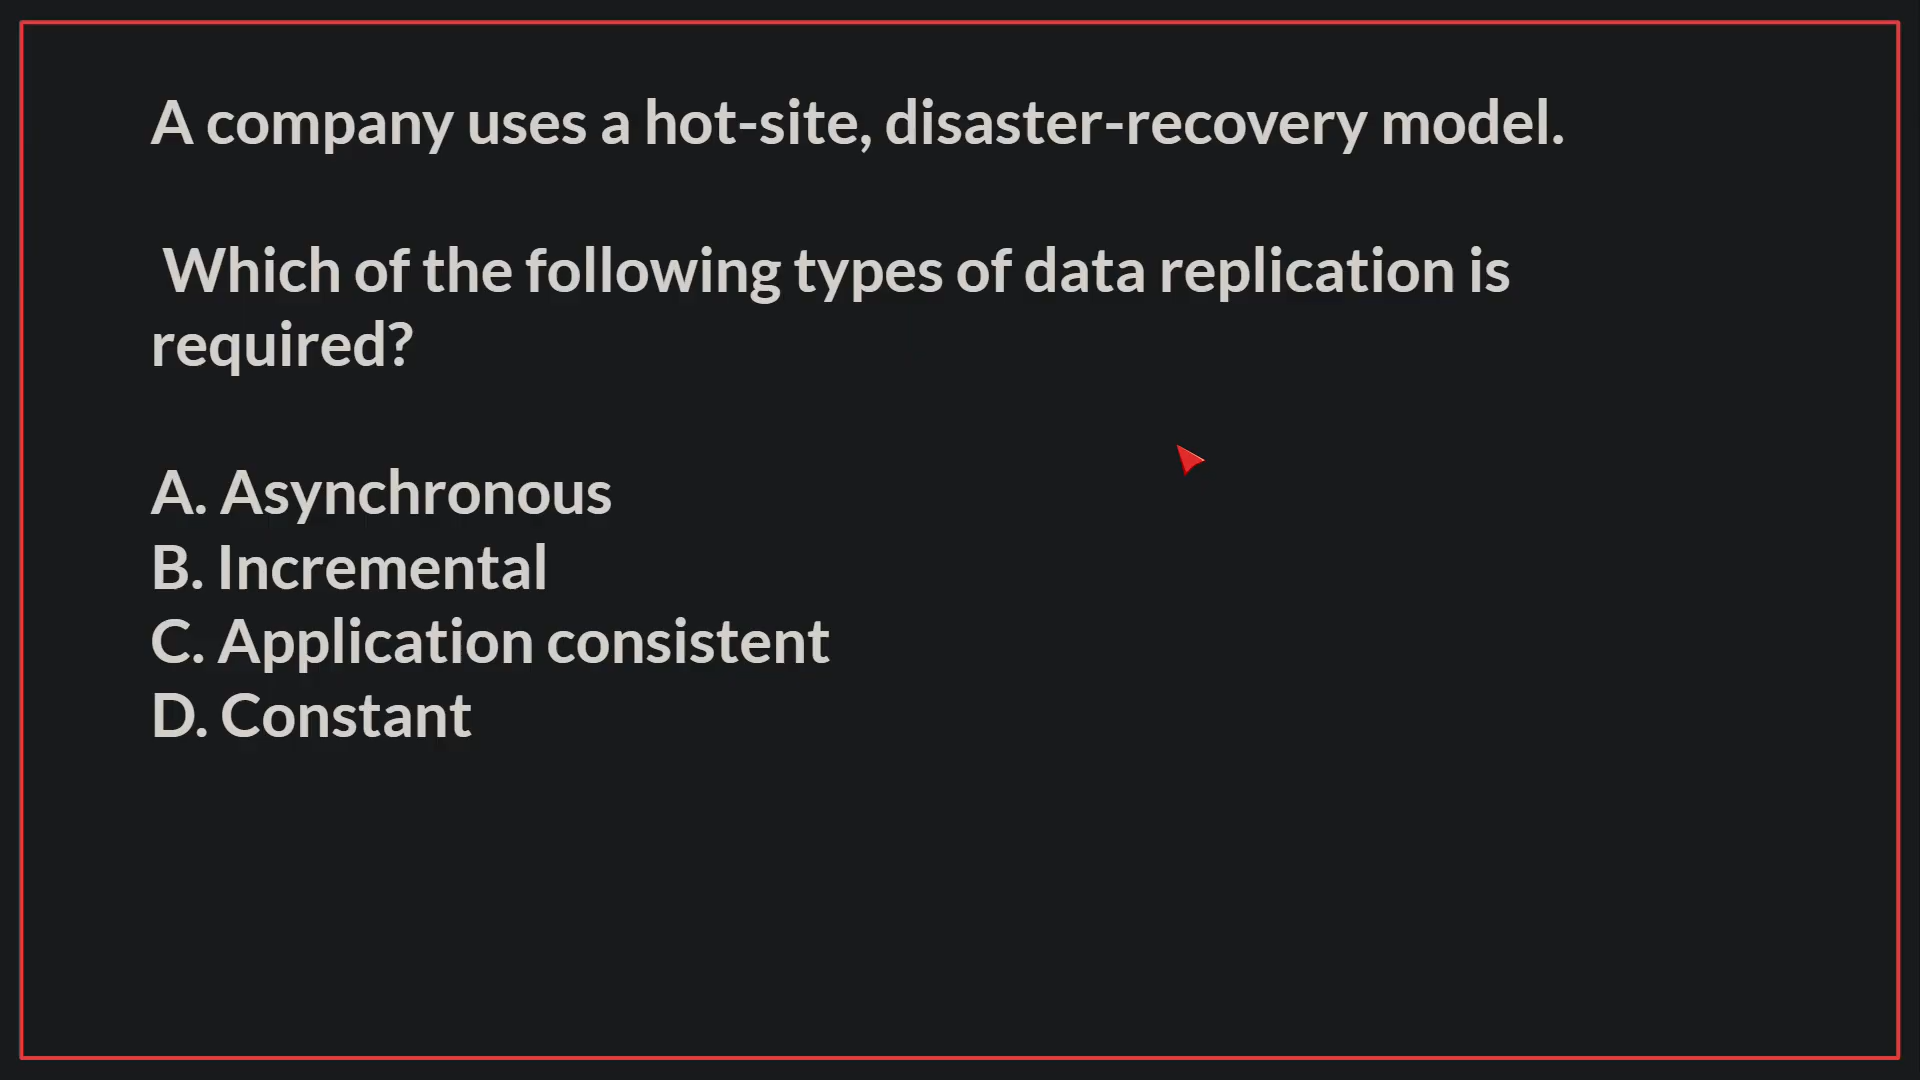 A company uses a hot-site, disaster-recovery model.
Which of the following types of data replication is
required?
A. Asynchronous
B. Incremental
C. Application consistent
D. Constant